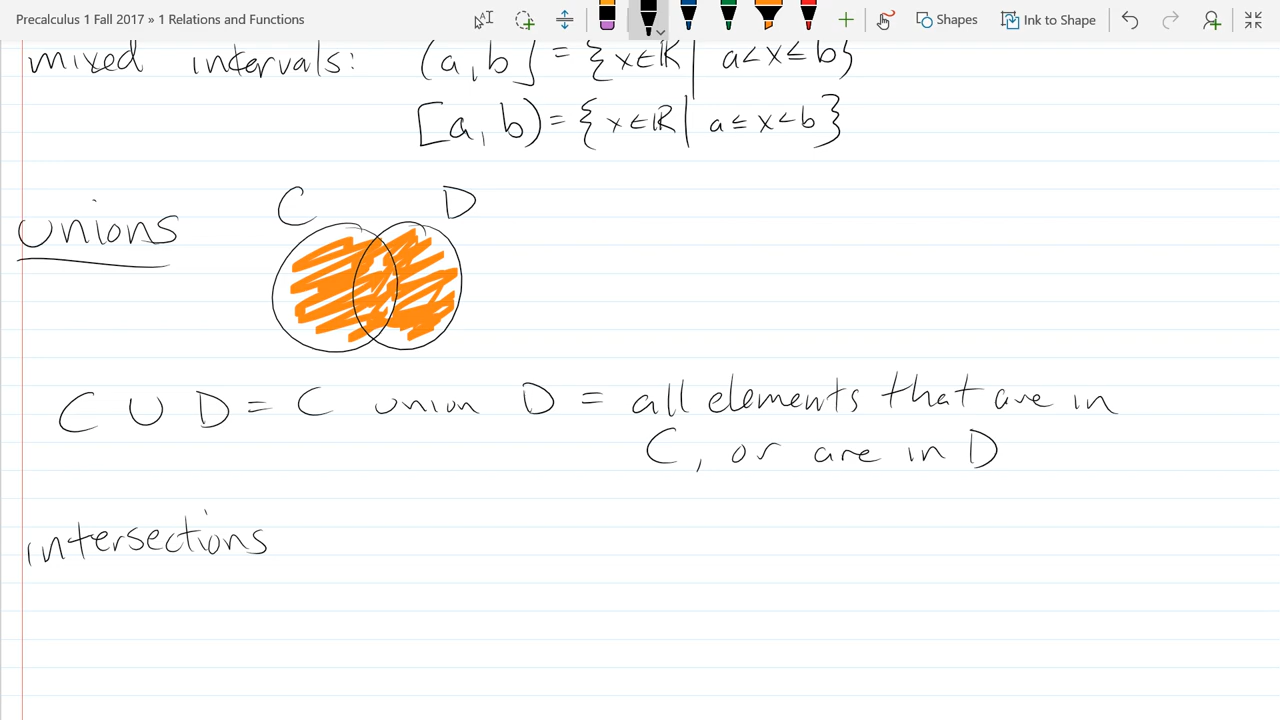 Precalculus 1 Fall 2017 » 1 Relations and Functions
Shapes
Ink to Shape
mixed intervals: (a, b] = {x∈ℝ | a<x≤b}
[a, b) = {x∈ℝ | a≤x<b}
C D
Unions
C ∪ D = C union D = all elements that are in
C, or are in D
intersections